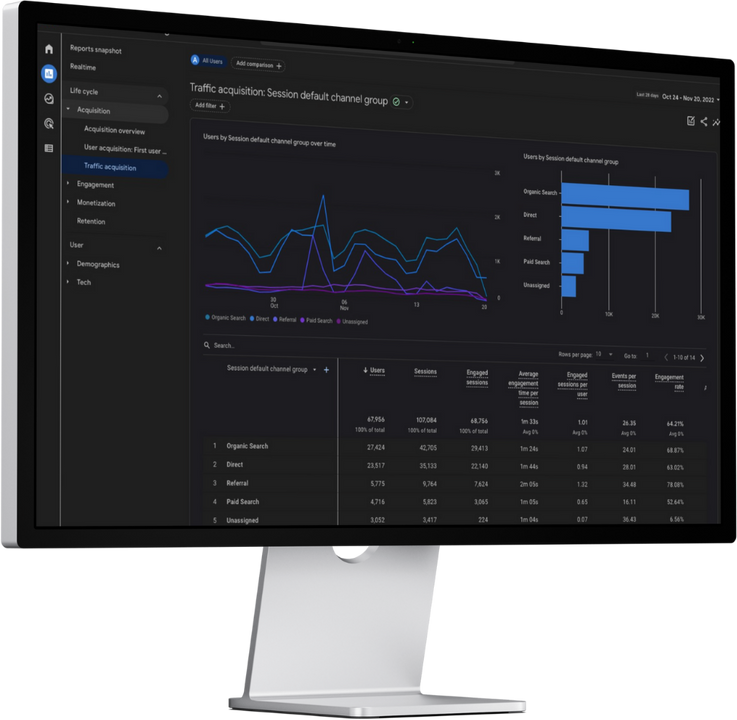 Reports snapshot
Realtime
Life cycle
Acquisition
Acquisition overview
User acquisition: First user ...
Traffic acquisition
Engagement
Monetization
Retention
User
Demographics
Tech
A All Users
Add comparison +
Traffic acquisition: Session default channel group
Last 28 days Oct 24 - Nov 20, 2022
Add filter +
Users by Session default channel group over time
3K
2K
1K
0
30 Oct
06 Nov
13
20
Organic Search Direct Referral Paid Search Unassigned
Users by Session default channel group
Organic Search
Direct
Referral
Paid Search
Unassigned
0 10K 20K 30K
Search...
Rows per page 10 Go to 1 1-10 of 14
Session default channel group +
Users
Sessions
Engaged sessions
Average engagement time per session
Engaged sessions per user
Events per session
Engagement rate
67,956 107,084 68,756 1m 33s 1.01 26.35 64.21%
100% of total 100% of total 100% of total Avg 0% Avg 0% Avg 0% Avg 0%
1 Organic Search 27,424 42,705 29,413 1m 24s 1.07 24.01 68.87%
2 Direct 23,517 35,133 22,140 1m 44s 0.94 28.01 63.02%
3 Referral 5,775 9,764 7,624 2m 05s 1.32 34.48 78.08%
4 Paid Search 4,716 5,823 3,065 1m 05s 0.65 16.11 52.64%
5 Unassigned 3,052 3,417 224 1m 04s 0.07 36.43 6.56%